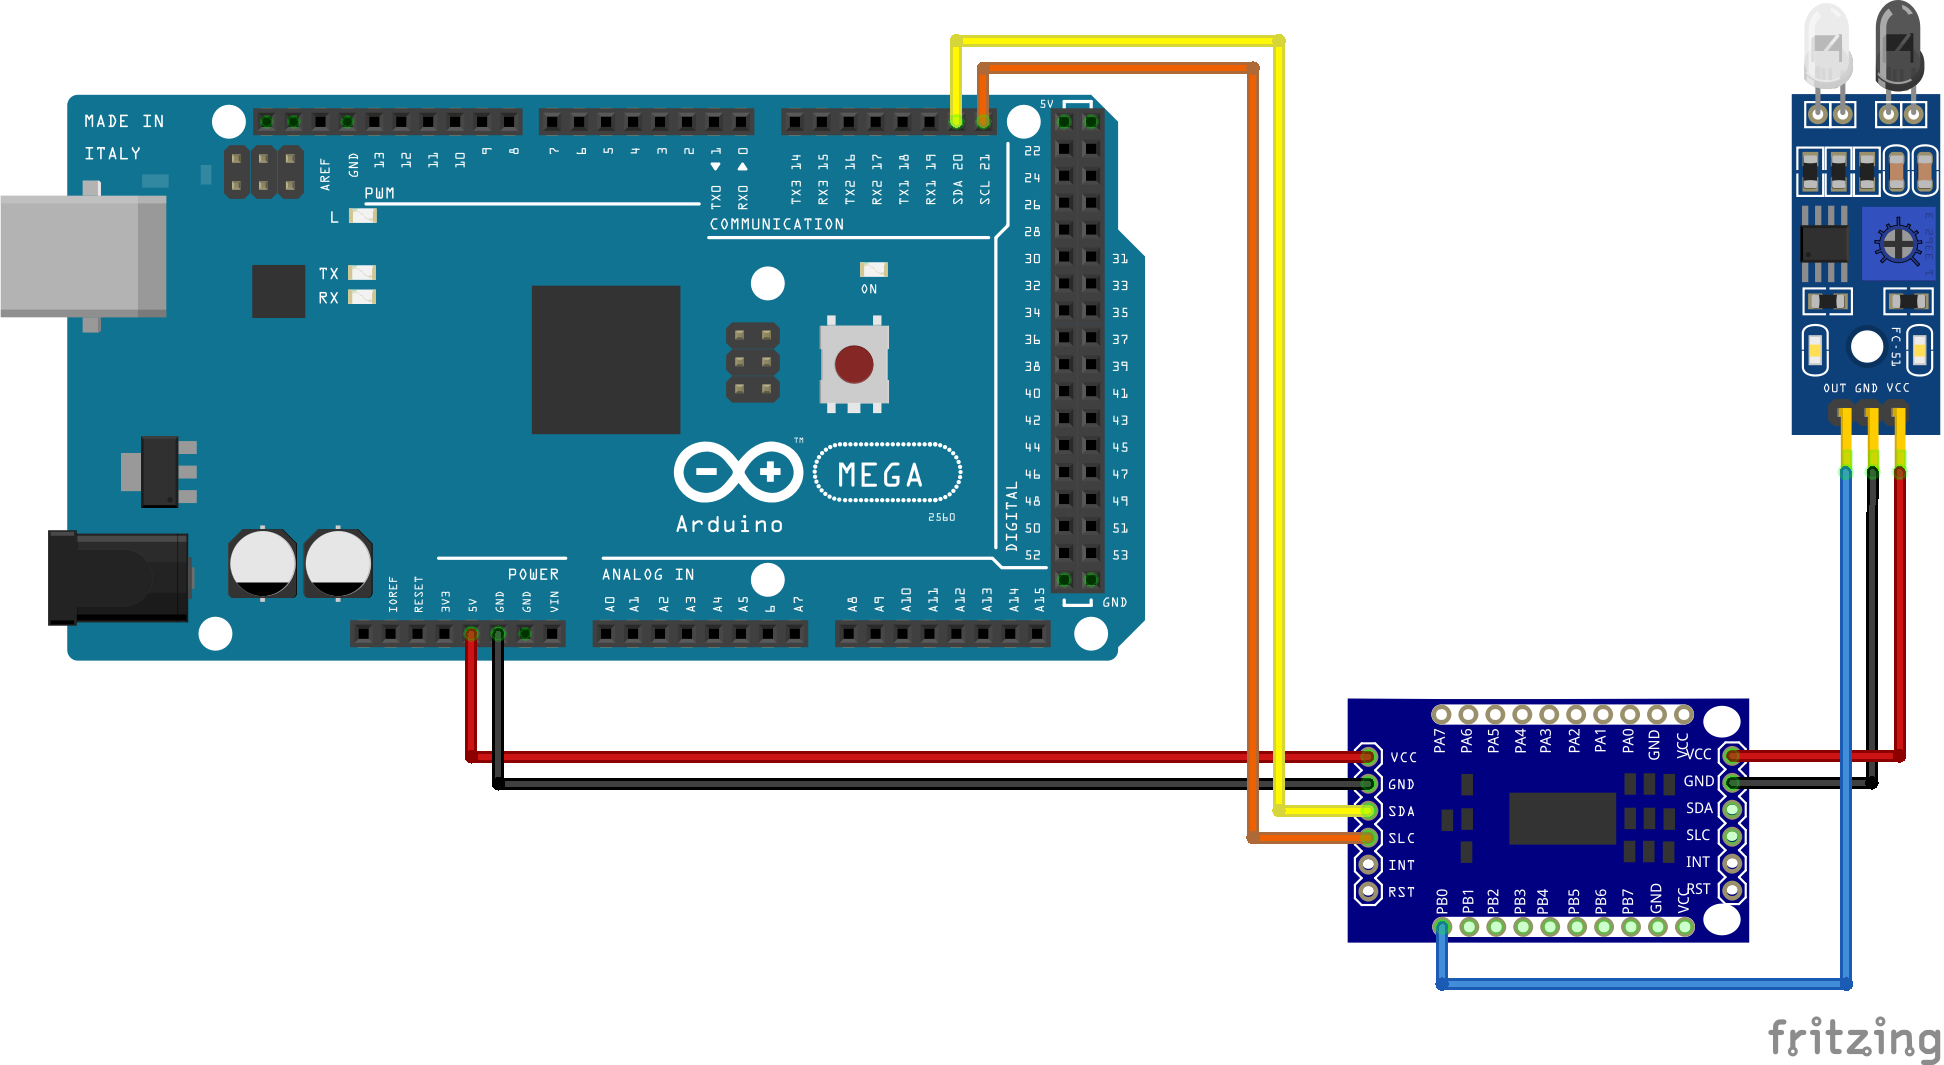 MADE IN
ITALY
AREF
GND
13
12
11
10
9
8
7
6
5
4
3
2
TX0 ▶ 1
RX0 ◀ 0
TX3 14
RX3 15
TX2 16
RX2 17
TX1 18
RX1 19
SDA 20
SCL 21
PWM
COMMUNICATION
L
TX
RX
ON
5V
22
24
26
28
30 31
32 33
34 35
36 37
38 39
40 41
42 43
44 45
46 47
48 49
50 51
52 53
GND
DIGITAL
Arduino
TM
MEGA
2560
POWER
ANALOG IN
IOREF
RESET
3V3
5V
GND
GND
VIN
A0
A1
A2
A3
A4
A5
6
A7
A8
A9
A10
A11
A12
A13
A14
A15
FC-51
OUT GND VCC
PA7
PA6
PA5
PA4
PA3
PA2
PA1
PA0
GND
VCC
VCC
GND
SDA
SLC
INT
RST
VCC
GND
SDA
SLC
INT
RST
PB0
PB1
PB2
PB3
PB4
PB5
PB6
PB7
GND
VCC
fritzing